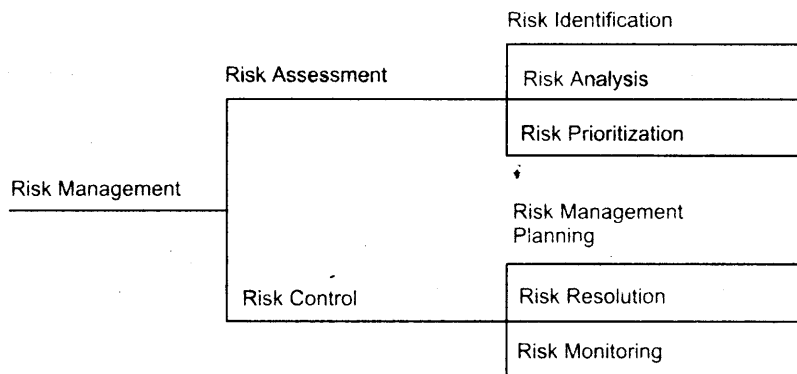 Risk Identification
Risk Assessment
Risk Analysis
Risk Prioritization
Risk Management
Risk Management
Planning
Risk Control
Risk Resolution
Risk Monitoring